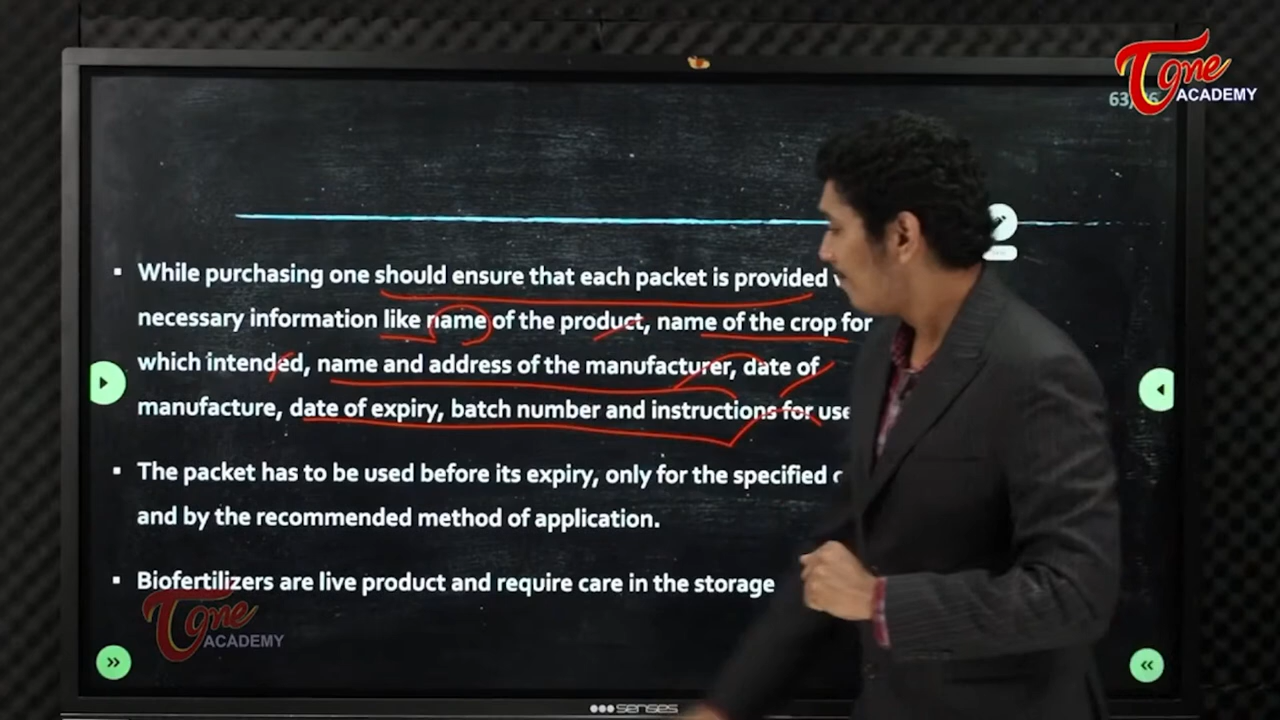 Tone
ACADEMY
While purchasing one should ensure that each packet is provided
necessary information like name of the product, name of the crop for
which intended, name and address of the manufacturer, date of
manufacture, date of expiry, batch number and instructions for use
The packet has to be used before its expiry, only for the specified
and by the recommended method of application.
Biofertilizers are live product and require care in the storage
Tone
ACADEMY
senses